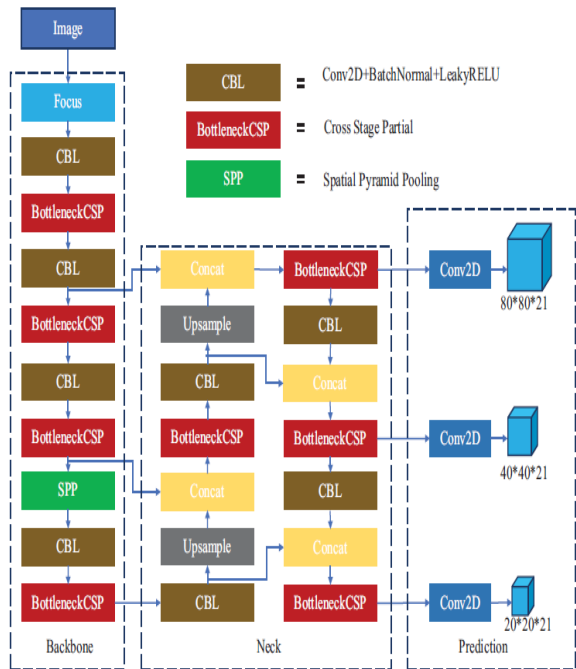 Image
Focus
CBL
BottleneckCSP
CBL
BottleneckCSP
CBL
BottleneckCSP
SPP
CBL
BottleneckCSP
Backbone
CBL
=
Conv2D+BatchNormal+LeakyRELU
BottleneckCSP
=
Cross Stage Partial
SPP
=
Spatial Pyramid Pooling
Concat
Upsample
CBL
BottleneckCSP
Concat
Upsample
CBL
BottleneckCSP
CBL
Concat
BottleneckCSP
CBL
Concat
BottleneckCSP
Neck
Conv2D
80*80*21
Conv2D
40*40*21
Conv2D
20*20*21
Prediction